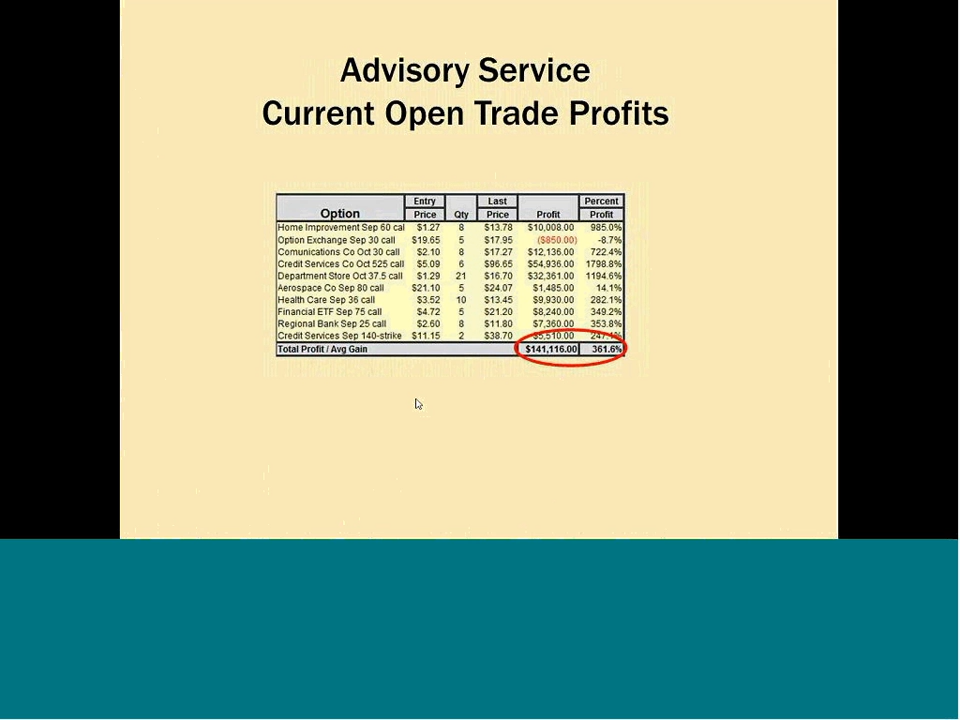 Advisory Service
Current Open Trade Profits
Entry Last Percent
Option Price Qty Price Profit Profit
Home Improvement Sep 60 cal $1.27 8 $13.78 $10,008.00 985.0%
Option Exchange Sep 30 call $19.65 5 $17.95 ($850.00) -8.7%
Comunications Co Oct 30 call $2.10 8 $17.27 $12,136.00 722.4%
Credit Services Co Oct 525 call $5.09 6 $96.65 $54,936.00 1798.8%
Department Store Oct 37.5 call $1.29 21 $16.70 $32,361.00 1194.6%
Aerospace Co Sep 80 call $21.10 5 $24.07 $1,485.00 14.1%
Health Care Sep 36 call $3.52 10 $13.45 $9,930.00 282.1%
Financial ETF Sep 75 call $4.72 5 $21.20 $8,240.00 349.2%
Regional Bank Sep 25 call $2.60 8 $11.80 $7,360.00 353.8%
Credit Services Sep 140-strike $11.15 2 $38.70 $5,510.00 247.1%
Total Profit / Avg Gain $141,116.00 361.6%